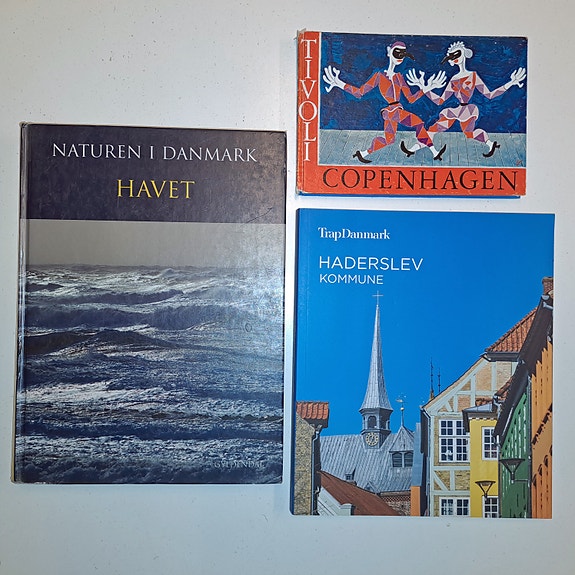 NATUREN I DANMARK
HAVET
GYLDENDAL
TIVOLI
COPENHAGEN
TrapDanmark
HADERSLEV
KOMMUNE